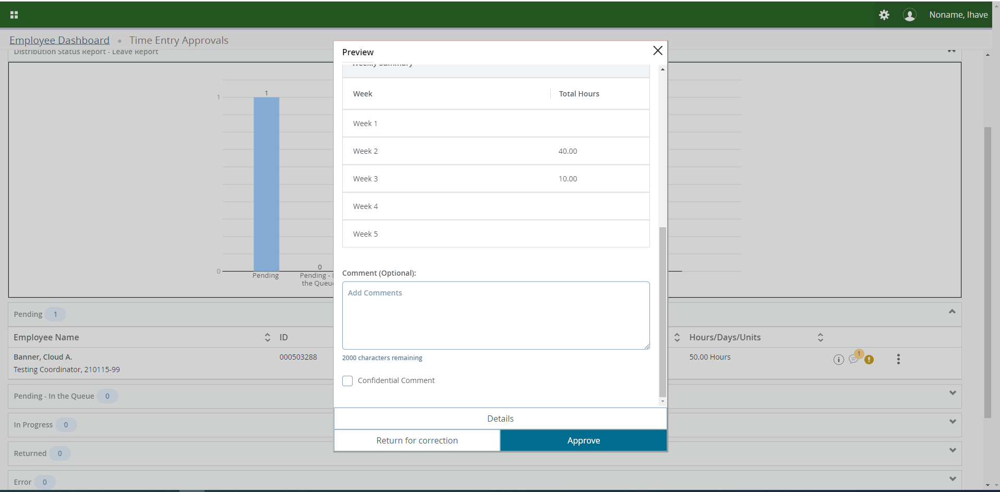 Noname, Ihave
Employee Dashboard • Time Entry Approvals
Distribution Status Report - Leave Report
1
1
0
0
Pending
Pending -
the Queue
Preview
Weekly Summary
Week Total Hours
Week 1
Week 2 40.00
Week 3 10.00
Week 4
Week 5
Comment (Optional):
Add Comments
2000 characters remaining
Confidential Comment
Details
Return for correction Approve
Pending 1
Employee Name ID Hours/Days/Units
Banner, Cloud A. 000503288 50.00 Hours 1
Testing Coordinator, 210115-99
Pending - In the Queue 0
In Progress 0
Returned 0
Error 0